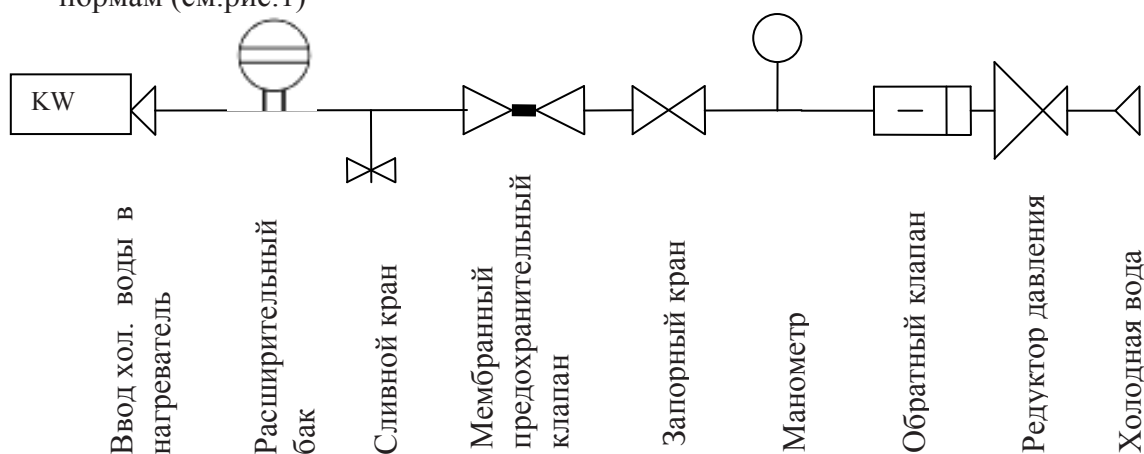 нормам (см.рис.1)
KW
Ввод хол. воды в
нагреватель
Расширительный
бак
Сливной кран
Мембранный
предохранительный
клапан
Запорный кран
Манометр
Обратный клапан
Редуктор давления
Холодная вода